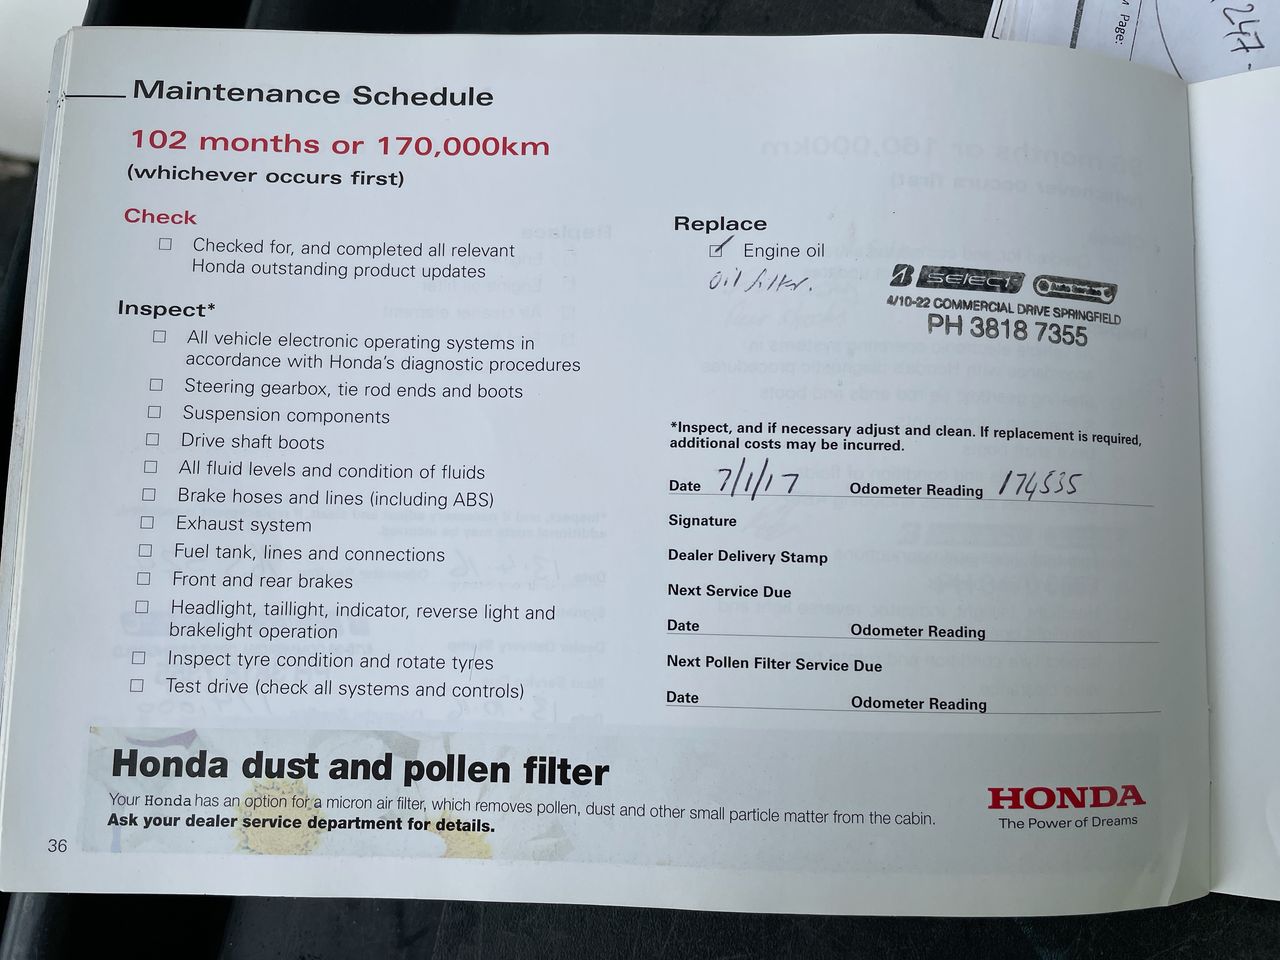 Page:
247-
Maintenance Schedule
102 months or 170,000km
(whichever occurs first)
Check
Checked for, and completed all relevant
Honda outstanding product updates
Inspect*
All vehicle electronic operating systems in
accordance with Honda's diagnostic procedures
Steering gearbox, tie rod ends and boots
Suspension components
Drive shaft boots
All fluid levels and condition of fluids
Brake hoses and lines (including ABS)
Exhaust system
Fuel tank, lines and connections
Front and rear brakes
Headlight, taillight, indicator, reverse light and
brakelight operation
Inspect tyre condition and rotate tyres
Test drive (check all systems and controls)
Replace
Engine oil
Oil filter.
SELECT Auto Service
4/10-22 COMMERCIAL DRIVE SPRINGFIELD
PH 3818 7355
*Inspect, and if necessary adjust and clean. If replacement is required,
additional costs may be incurred.
Date 7/1/17 Odometer Reading 174535
Signature
Dealer Delivery Stamp
Next Service Due
Date Odometer Reading
Next Pollen Filter Service Due
Date Odometer Reading
Honda dust and pollen filter
Your Honda has an option for a micron air filter, which removes pollen, dust and other small particle matter from the cabin.
Ask your dealer service department for details.
HONDA
The Power of Dreams
36